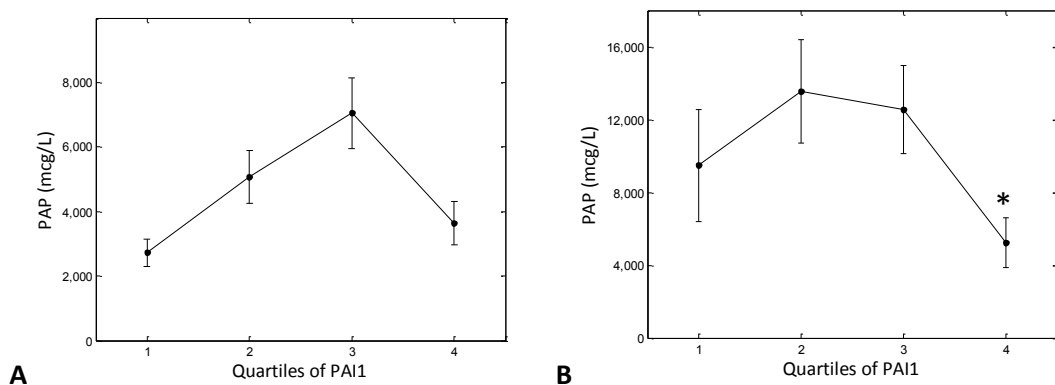 8,000
6,000
4,000
2,000
0
PAP (mcg/L)
1 2 3 4
Quartiles of PAI1
A
16,000
12,000
8,000
4,000
0
PAP (mcg/L)
*
1 2 3 4
Quartiles of PAI1
B